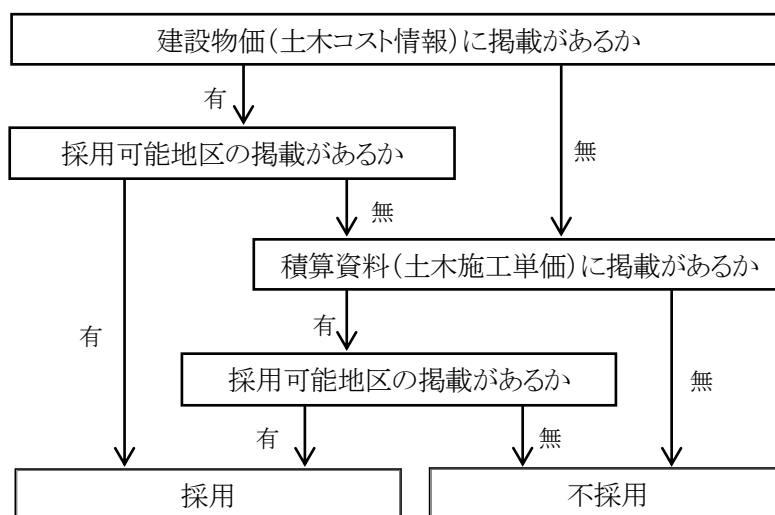 建設物価(土木コスト情報)に掲載があるか
有
採用可能地区の掲載があるか
無
無
積算資料(土木施工単価)に掲載があるか
有
有
採用可能地区の掲載があるか
無
有
無
採用
不採用